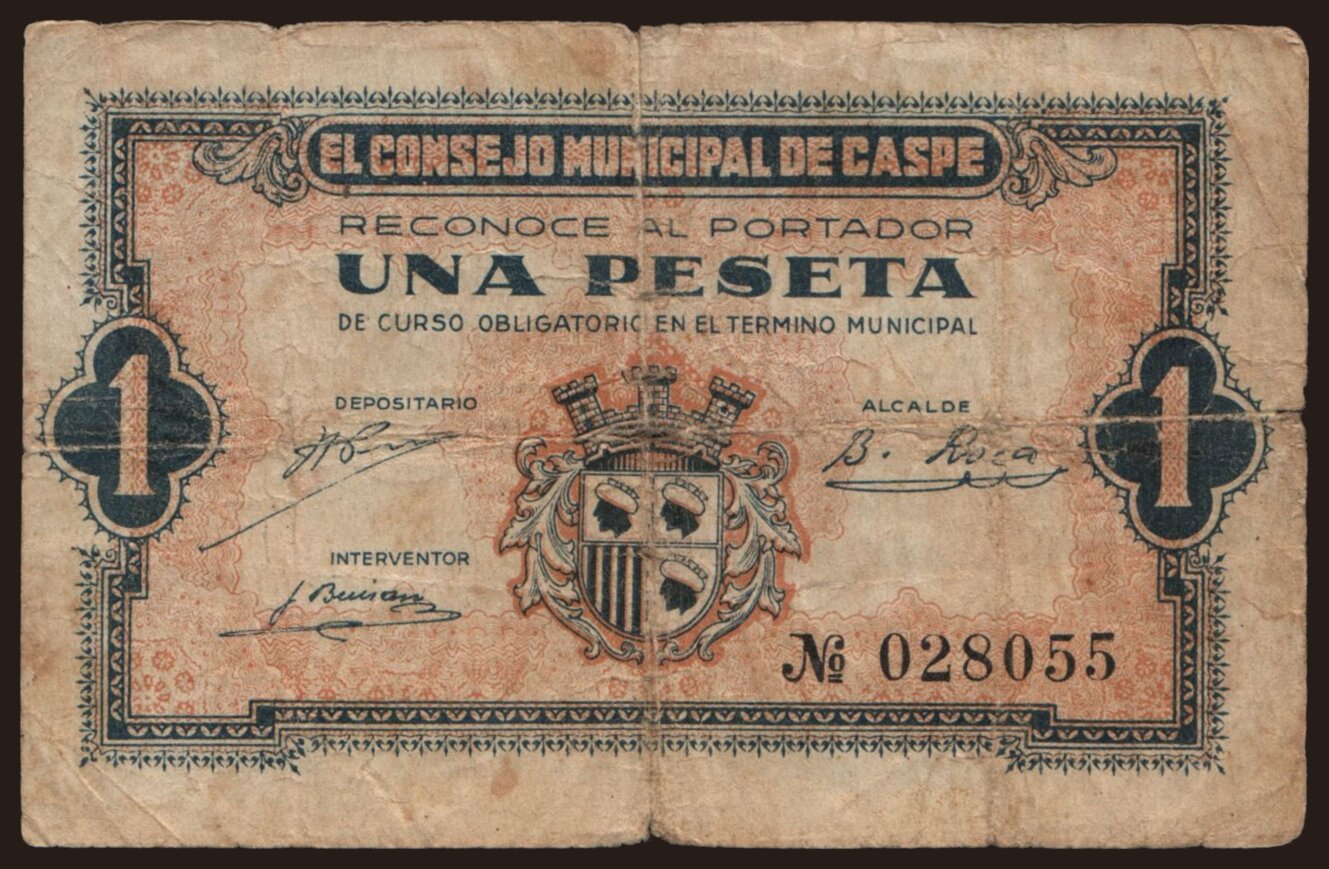 EL CONSEJO MUNICIPAL DE CASPE
RECONOCE AL PORTADOR
UNA PESETA
DE CURSO OBLIGATORIO EN EL TERMINO MUNICIPAL
1
1
DEPOSITARIO
ALCALDE
B. Roca
INTERVENTOR
J Buisan
№ 028055